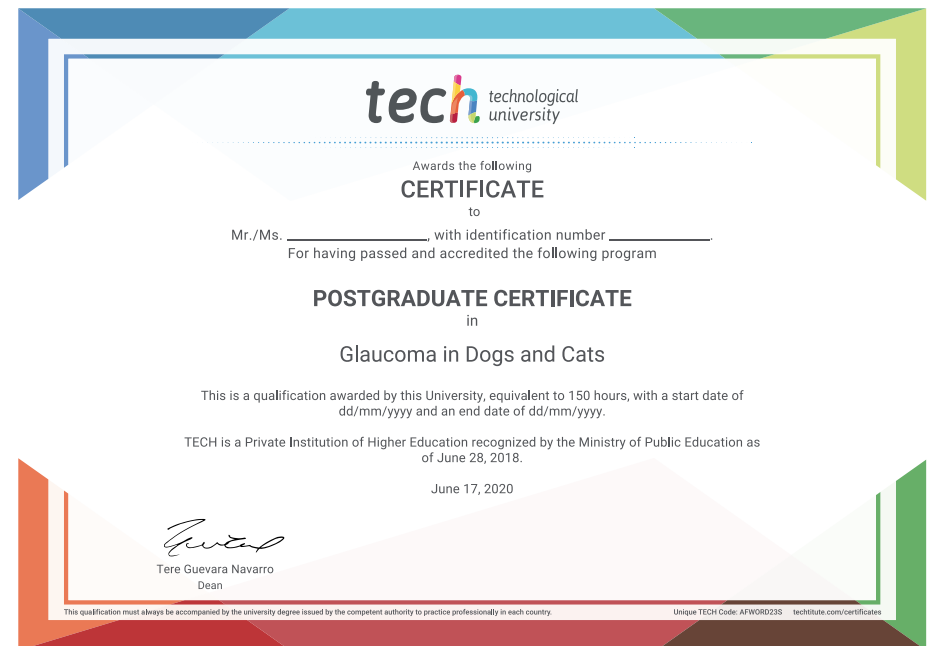 tech technological
university
Awards the following
CERTIFICATE
to
Mr./Ms. ____________________, with identification number ______________.
For having passed and accredited the following program
POSTGRADUATE CERTIFICATE
in
Glaucoma in Dogs and Cats
This is a qualification awarded by this University, equivalent to 150 hours, with a start date of
dd/mm/yyyy and an end date of dd/mm/yyyy.
TECH is a Private Institution of Higher Education recognized by the Ministry of Public Education as
of June 28, 2018.
June 17, 2020
Tere Guevara Navarro
Dean
This qualification must always be accompanied by the university degree issued by the competent authority to practice professionally in each country. Unique TECH Code: AFWORD23S techtitute.com/certificates